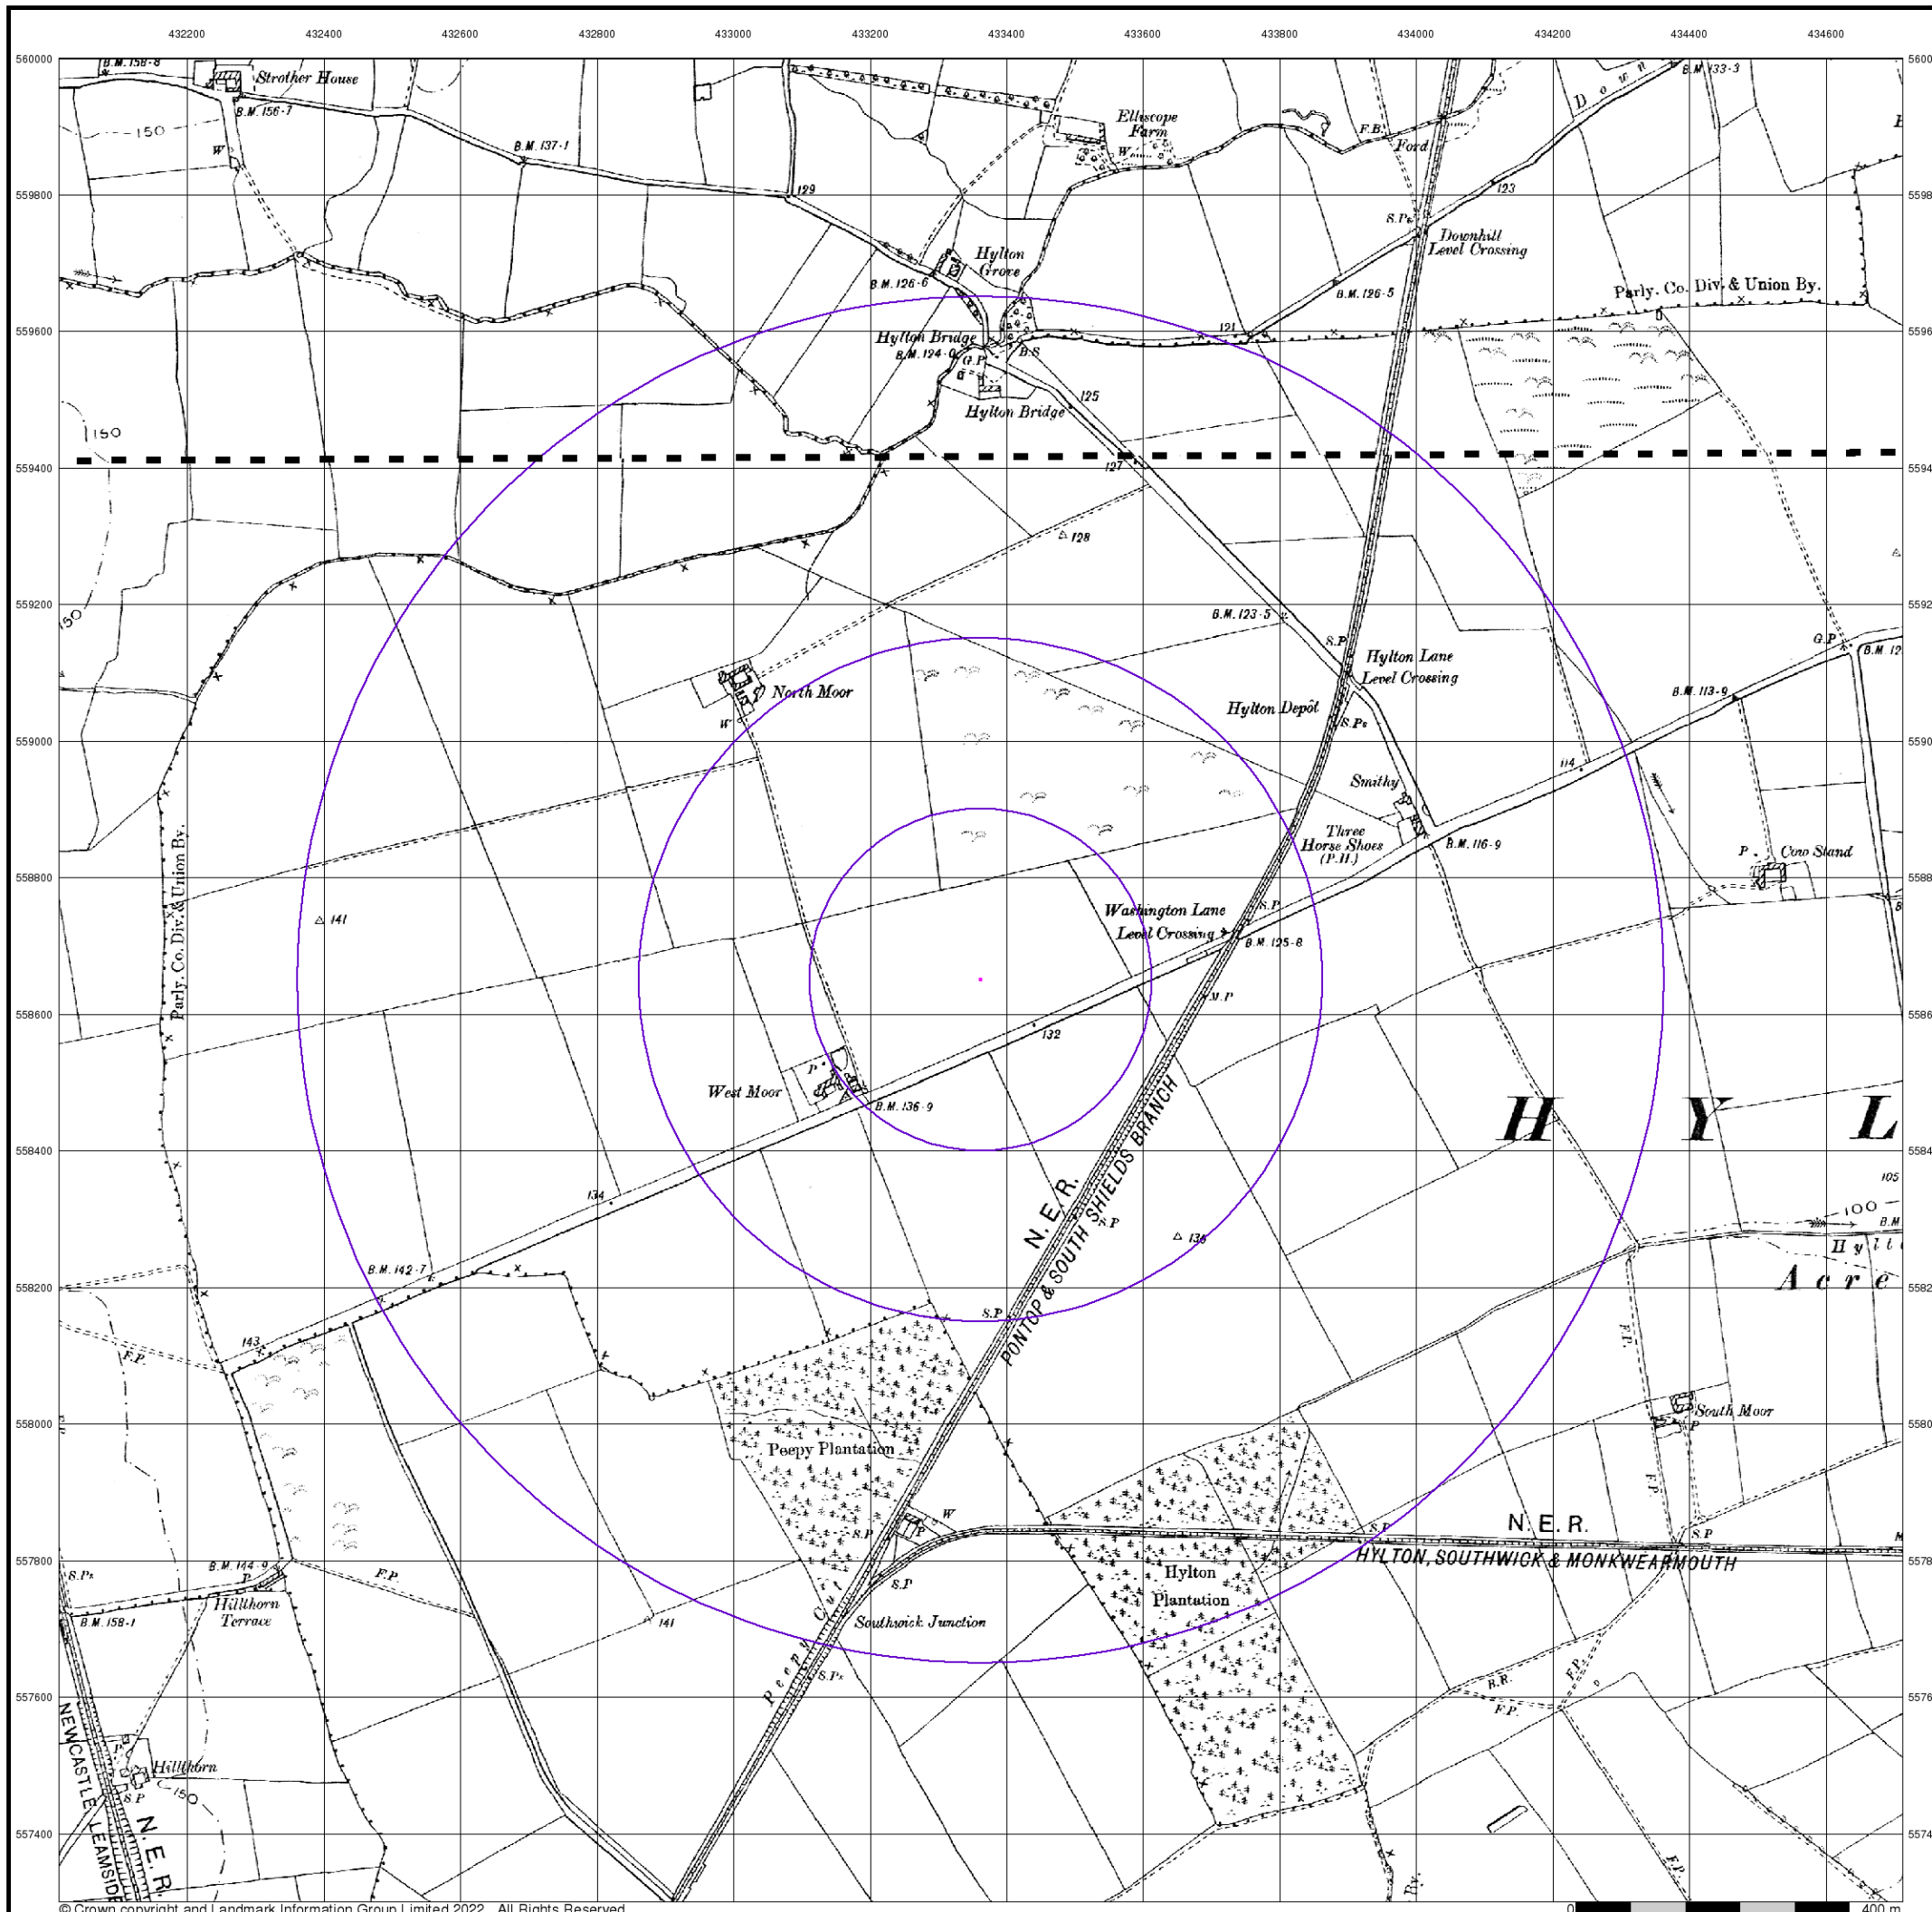 432200 432400 432600 432800 433000 433200 433400 433600 433800 434000 434200 434400 434600
560000
B.M. 158·8
Strother House
B.M. 133·3
Down
B.M. 156·7
150
Elliscope
Farm
W
F.B.
Ford
B.M. 137·1
W
559800
129
123
S.Ps
Downhill
Level Crossing
Hylton
Grove
B.M. 126·6
B.M. 126·5
Parly. Co. Div. & Union By.
559600
121
Hylton Bridge
B.M. 124·0
G.P
B.S
125
Hylton Bridge
150
559400
127
128
559200
150
B.M. 123·5
S.P
G.P
B.M. 12
Hylton Lane
Level Crossing
North Moor
B.M. 113·9
Hylton Depôt
S.Ps
W
559000
114
Smithy
Three
Horse Shoes
(P.H.)
B.M. 116·9
P
Cow Stand
558800
Parly. Co. Div. & Union By.
141
Washington Lane
Level Crossing
S.P
B.M. 125·8
M.P
558600
132
West Moor
P
B.M. 136·9
H Y L
558400
N.E.R.
PONTOP & SOUTH SHIELDS BRANCH
134
105
100
S.P
136
B.M
Hylt
Acre
B.M. 142·7
558200
143
S.P
F.P.
F.P.
558000
South Moor
P
Peepy Plantation
F.P.
W
P
S.P
N.E.R.
HYLTON, SOUTHWICK & MONKWEARMOUTH
S.P
S.P
557800
B.M. 144·9
P
S.Ps
F.P.
Hillthorn
Terrace
B.M. 158·1
S.P
Southwick Junction
Hylton
Plantation
141
Peepy Cut
S.Ps
557600
B.R.
F.P.
F.P.
NEWCASTLE LEAMSIDE
N.E.R.
P
Hillthorn
S.P
150
557400
F.P.
By.
© Crown copyright and Landmark Information Group Limited 2022. All Rights Reserved.
0 400 m